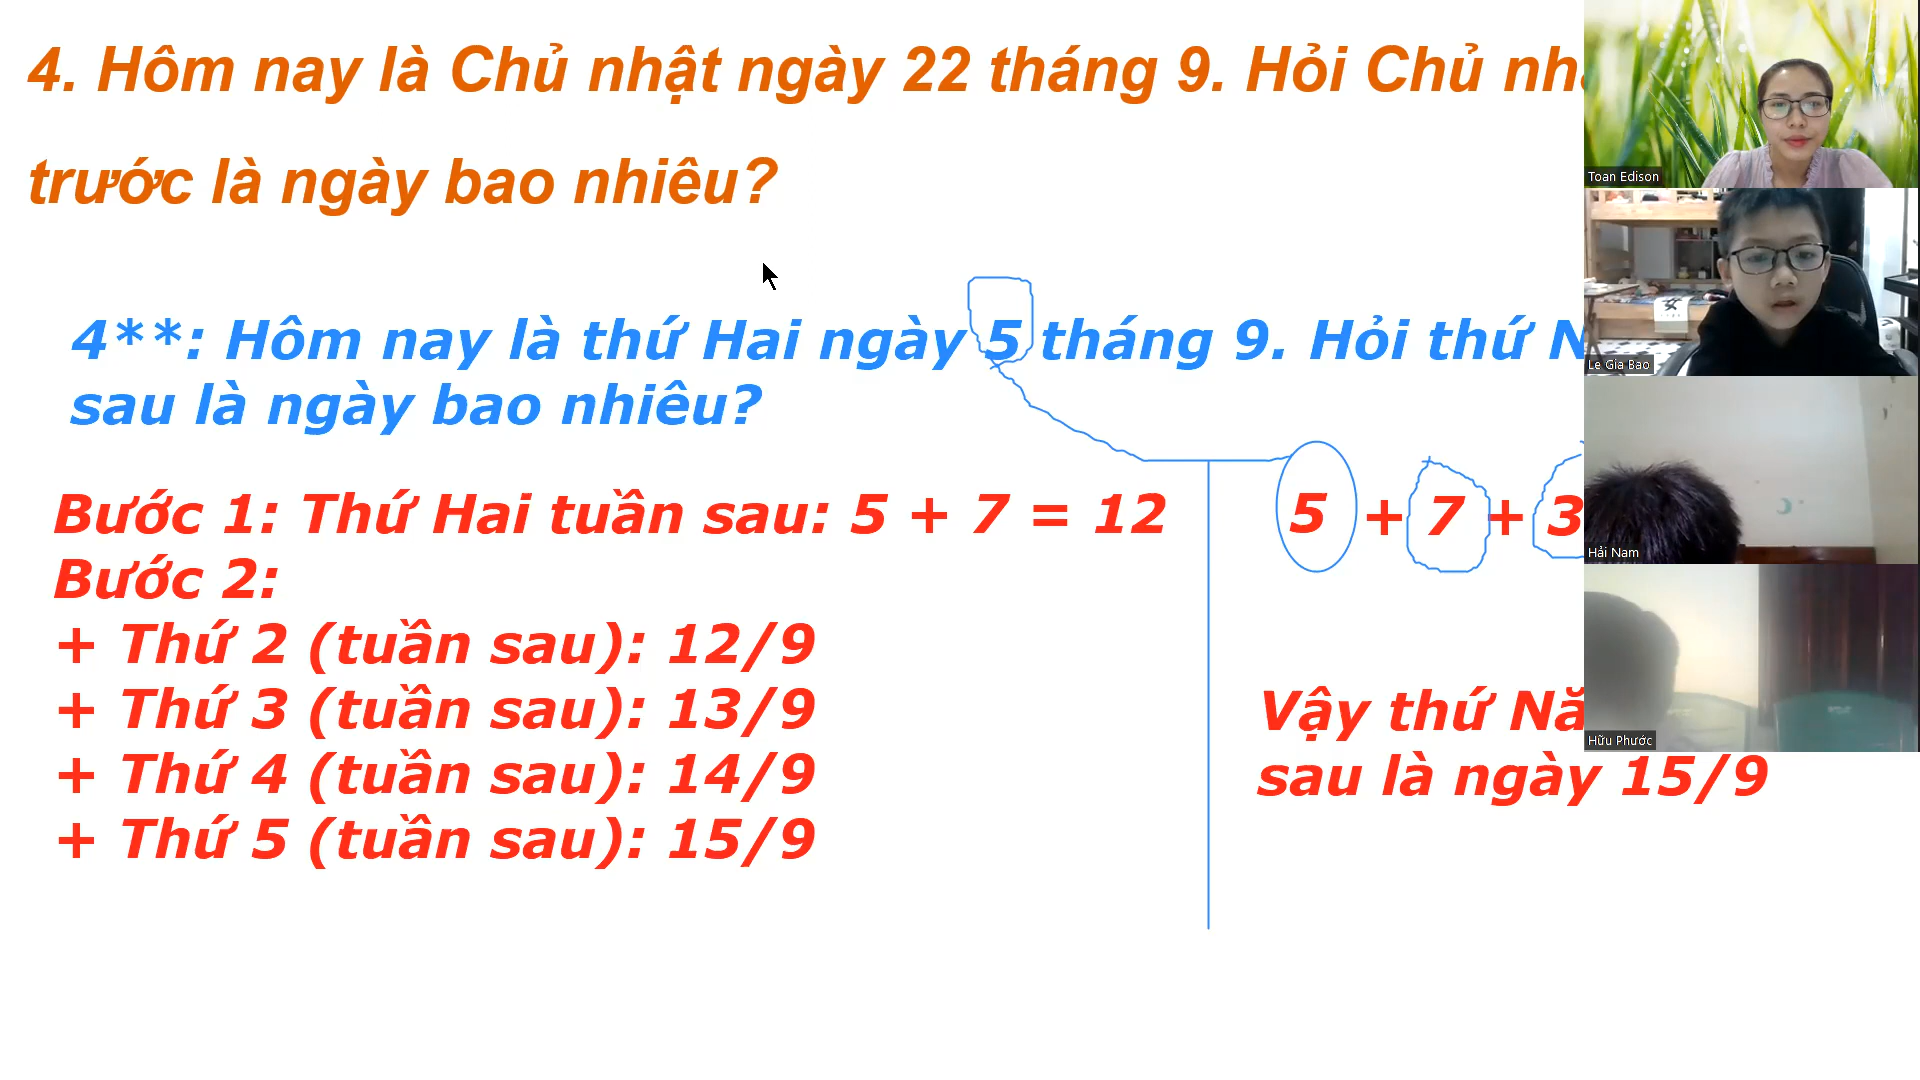 4. Hôm nay là Chủ nhật ngày 22 tháng 9. Hỏi Chủ
trước là ngày bao nhiêu?
4**: Hôm nay là thứ Hai ngày 5 tháng 9. Hỏi thứ
sau là ngày bao nhiêu?
Bước 1: Thứ Hai tuần sau: 5 + 7 = 12
Bước 2:
+ Thứ 2 (tuần sau): 12/9
+ Thứ 3 (tuần sau): 13/9
+ Thứ 4 (tuần sau): 14/9
+ Thứ 5 (tuần sau): 15/9
5 + 7 + 3
Vậy thứ
sau là ngày 15/9
Toan Edison
Le Gia Bao
女
Hải Nam
Hữu Phước